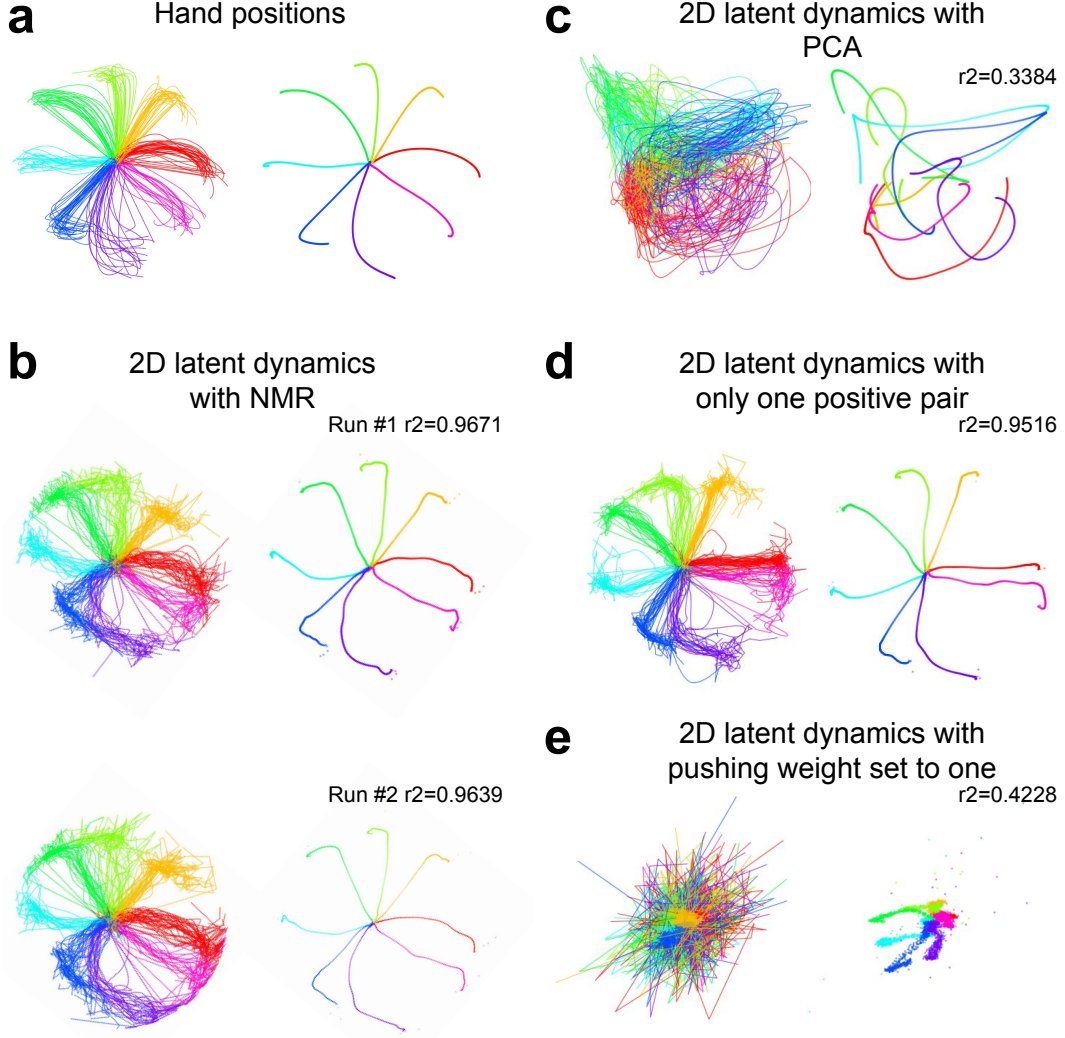 a
Hand positions
c
2D latent dynamics with
PCA
r2=0.3384
b
2D latent dynamics
with NMR
Run #1 r2=0.9671
d
2D latent dynamics with
only one positive pair
r2=0.9516
Run #2 r2=0.9639
e
2D latent dynamics with
pushing weight set to one
r2=0.4228